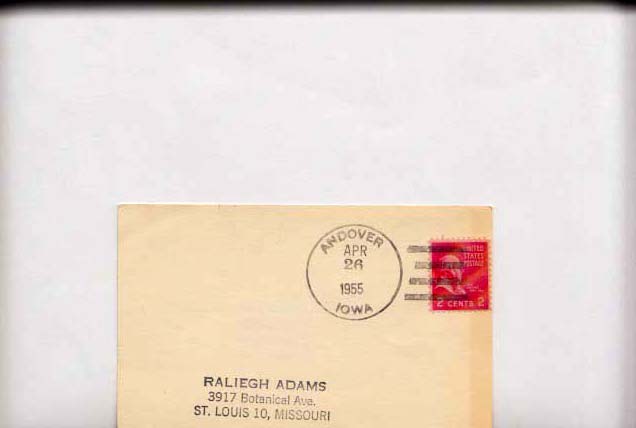 ANDOVER
APR
26
1955
IOWA
UNITED
STATES
POSTAGE
2 CENTS 2
RALIEGH ADAMS
3917 Botanical Ave.
ST. LOUIS 10, MISSOURI